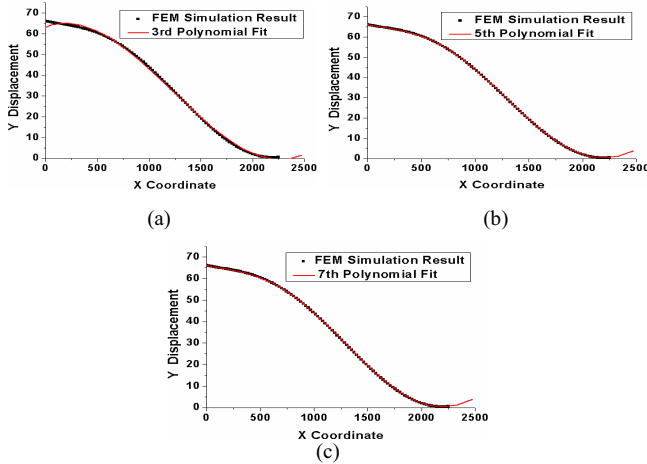 FEM Simulation Result
3rd Polynomial Fit
Y Displacement
70
60
50
40
30
20
10
0
0 500 1000 1500 2000 2500
X Coordinate
(a)
FEM Simulation Result
5th Polynomial Fit
Y Displacement
70
60
50
40
30
20
10
0
0 500 1000 1500 2000 2500
X Coordinate
(b)
FEM Simulation Result
7th Polynomial Fit
Y Displacement
70
60
50
40
30
20
10
0
0 500 1000 1500 2000 2500
X Coordinate
(c)